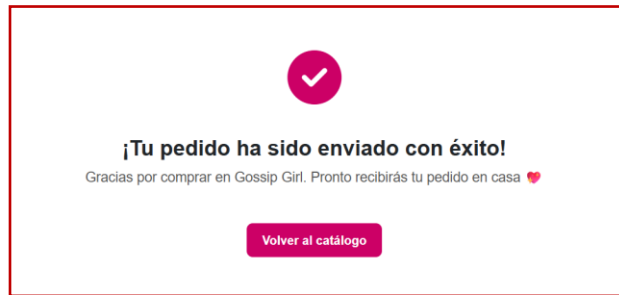 ¡Tu pedido ha sido enviado con éxito!
Gracias por comprar en Gossip Girl. Pronto recibirás tu pedido en casa 💖
Volver al catálogo